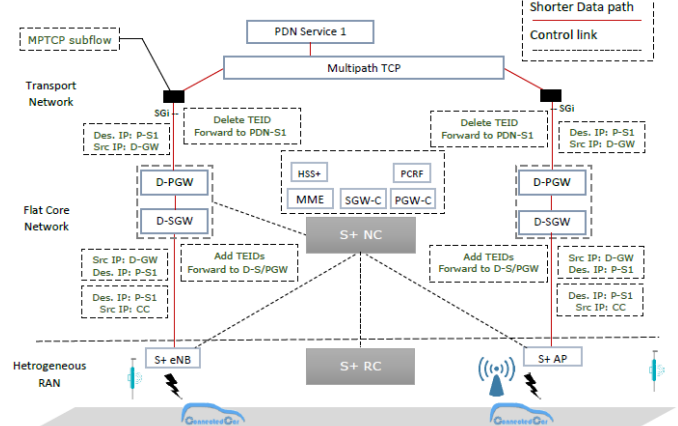 Shorter Data path
Control link
PDN Service 1
MPTCP subflow
Multipath TCP
Transport
Network
SGi
Delete TEID
Forward to PDN-S1
Des. IP: P-S1
Src IP: D-GW
SGi
Delete TEID
Forward to PDN-S1
Des. IP: P-S1
Src IP: D-GW
HSS+
PCRF
MME
SGW-C
PGW-C
D-PGW
D-SGW
D-PGW
D-SGW
Flat Core
Network
S+ NC
Src IP: D-GW
Des. IP: P-S1
Add TEIDs
Forward to D-S/PGW
Add TEIDs
Forward to D-S/PGW
Src IP: D-GW
Des. IP: P-S1
Des. IP: P-S1
Src IP: CC
Des. IP: P-S1
Src IP: CC
Hetrogeneous
RAN
S+ eNB
S+ RC
S+ AP
ConnectedCar
ConnectedCar